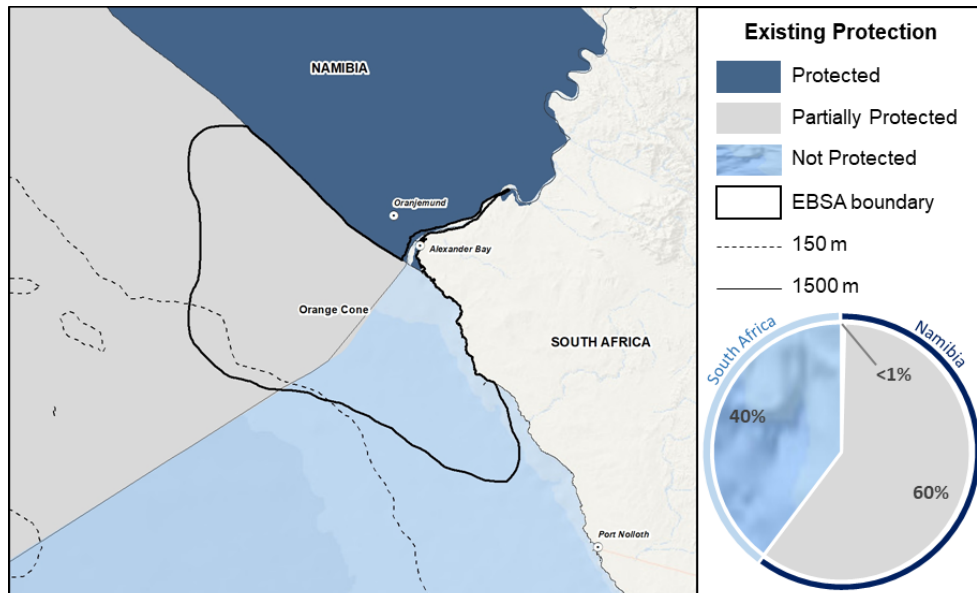 NAMIBIA
Oranjemund
Alexander Bay
Orange Cone
SOUTH AFRICA
Port Nolloth
Existing Protection
Protected
Partially Protected
Not Protected
EBSA boundary
150 m
1500 m
South Africa
Namibia
<1%
40%
60%